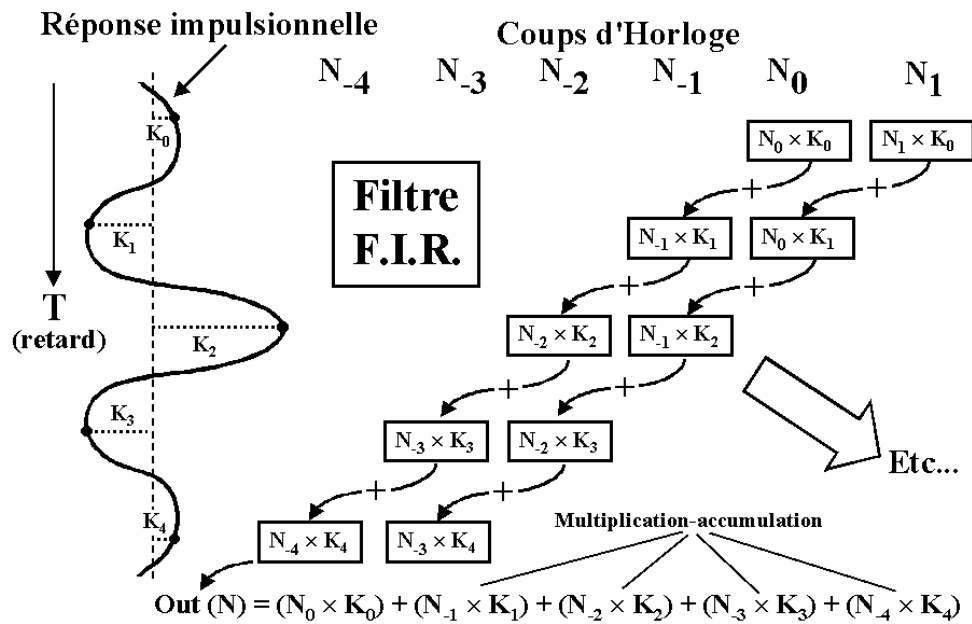 Réponse impulsionnelle
Coups d'Horloge
N-4 N-3 N-2 N-1 N0 N1
K0
N0 × K0 N1 × K0
+ +
Filtre
F.I.R.
K1
N-1 × K1 N0 × K1
+ +
T
(retard)
K2
N-2 × K2 N-1 × K2
+ +
K3
N-3 × K3 N-2 × K3
Etc...
+ +
K4
N-4 × K4 N-3 × K4
Multiplication-accumulation
Out (N) = (N0 × K0) + (N-1 × K1) + (N-2 × K2) + (N-3 × K3) + (N-4 × K4)